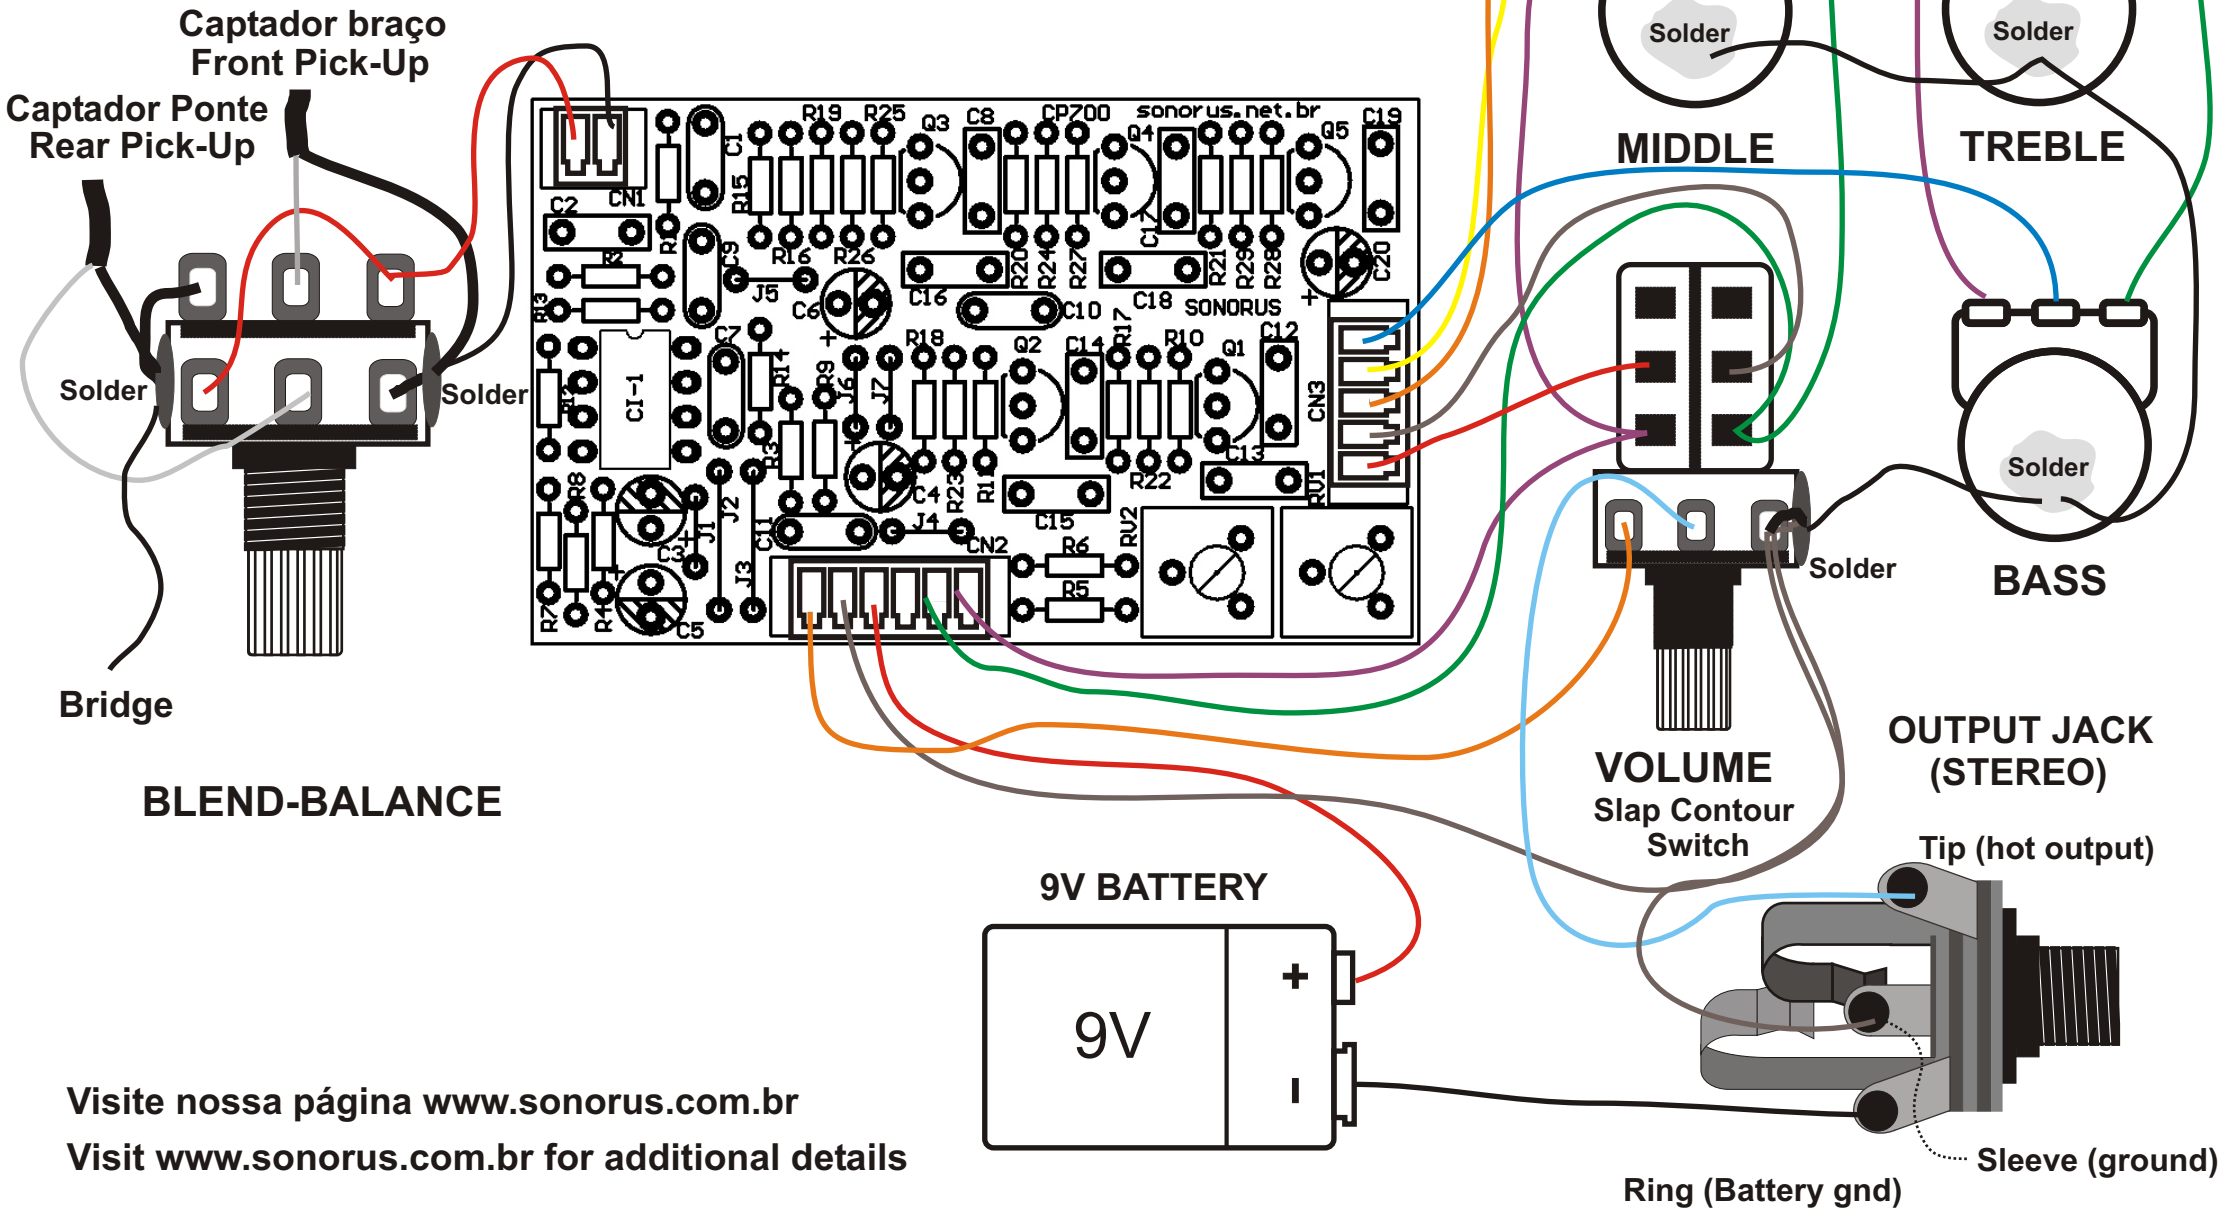 Captador braço
Front Pick-Up
Captador Ponte
Rear Pick-Up
Solder
Solder
Bridge
BLEND-BALANCE
CN1
C1
C2
R2
R13
R15
R19
R25
Q3
C8
CP700
sonorus.net.br
Q4
C17
Q5
C19
C9
R16
R26
J5
C6
+
C16
R20
R24
R27
C10
C18
R21
R29
R28
C20
+
SONORUS
R12
CI-1
C7
R14
R9
J6
J7
R18
Q2
C14
R17
R10
Q1
C12
CN3
R3
C4
+
R23
R11
C15
R22
C13
RV1
R8
R7
R4
C3
+
C5
+
J1
J2
J3
C11
J4
CN2
RV2
R6
R5
Solder
MIDDLE
Solder
TREBLE
Solder
BASS
Solder
VOLUME
Slap Contour
Switch
OUTPUT JACK
(STEREO)
Tip (hot output)
Sleeve (ground)
Ring (Battery gnd)
9V BATTERY
9V
+
-
Visite nossa página www.sonorus.com.br
Visit www.sonorus.com.br for additional details